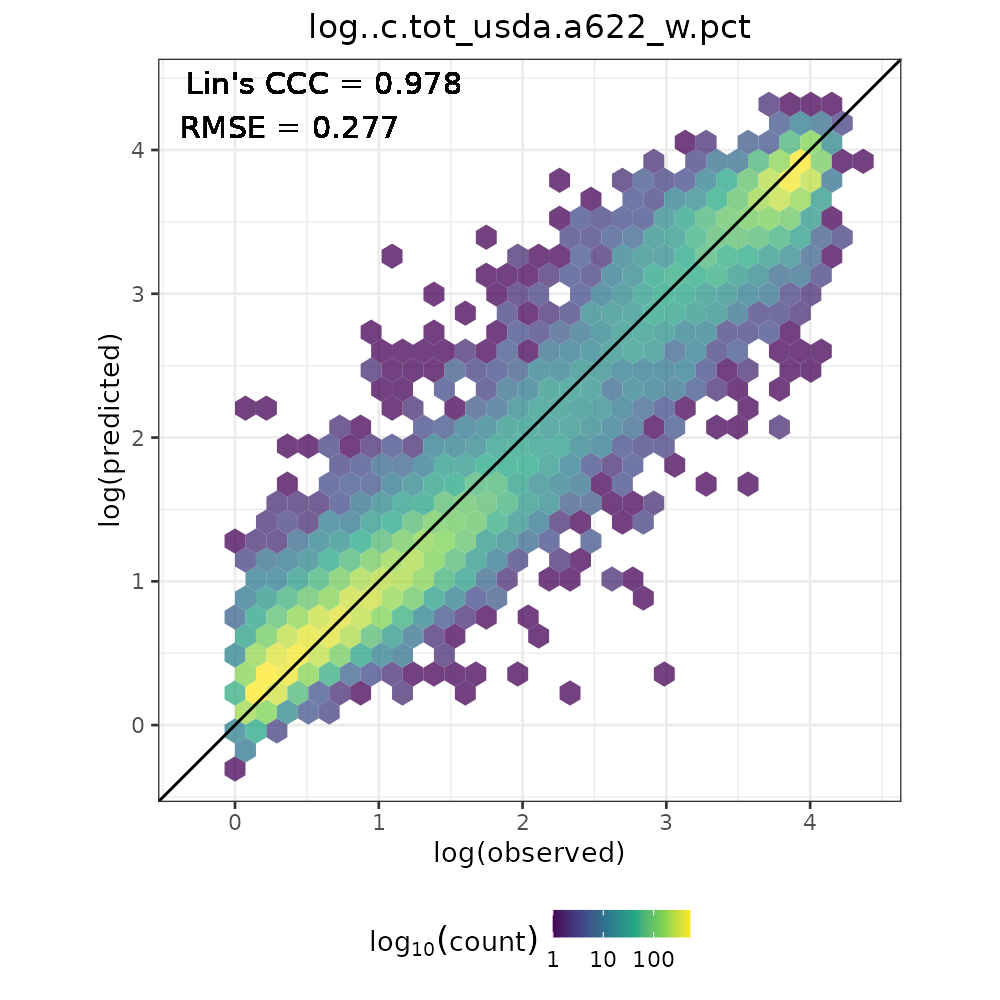 log..c.tot_usda.a622_w.pct
Lin's CCC = 0.978
RMSE = 0.277
4
3
2
1
0
log(predicted)
0 1 2 3 4
log(observed)
log10(count)
1 10 100